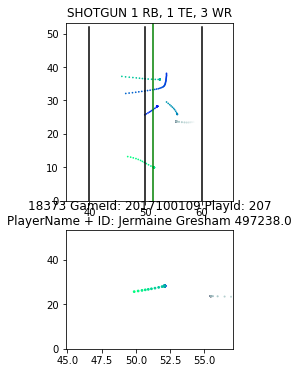 SHOTGUN 1 RB, 1 TE, 3 WR
50
40
30
20
10
0
40 50 60
18373 GameId: 2017100109 PlayId: 207
PlayerName + ID: Jermaine Gresham 497238.0
40
20
0
45.0 47.5 50.0 52.5 55.0